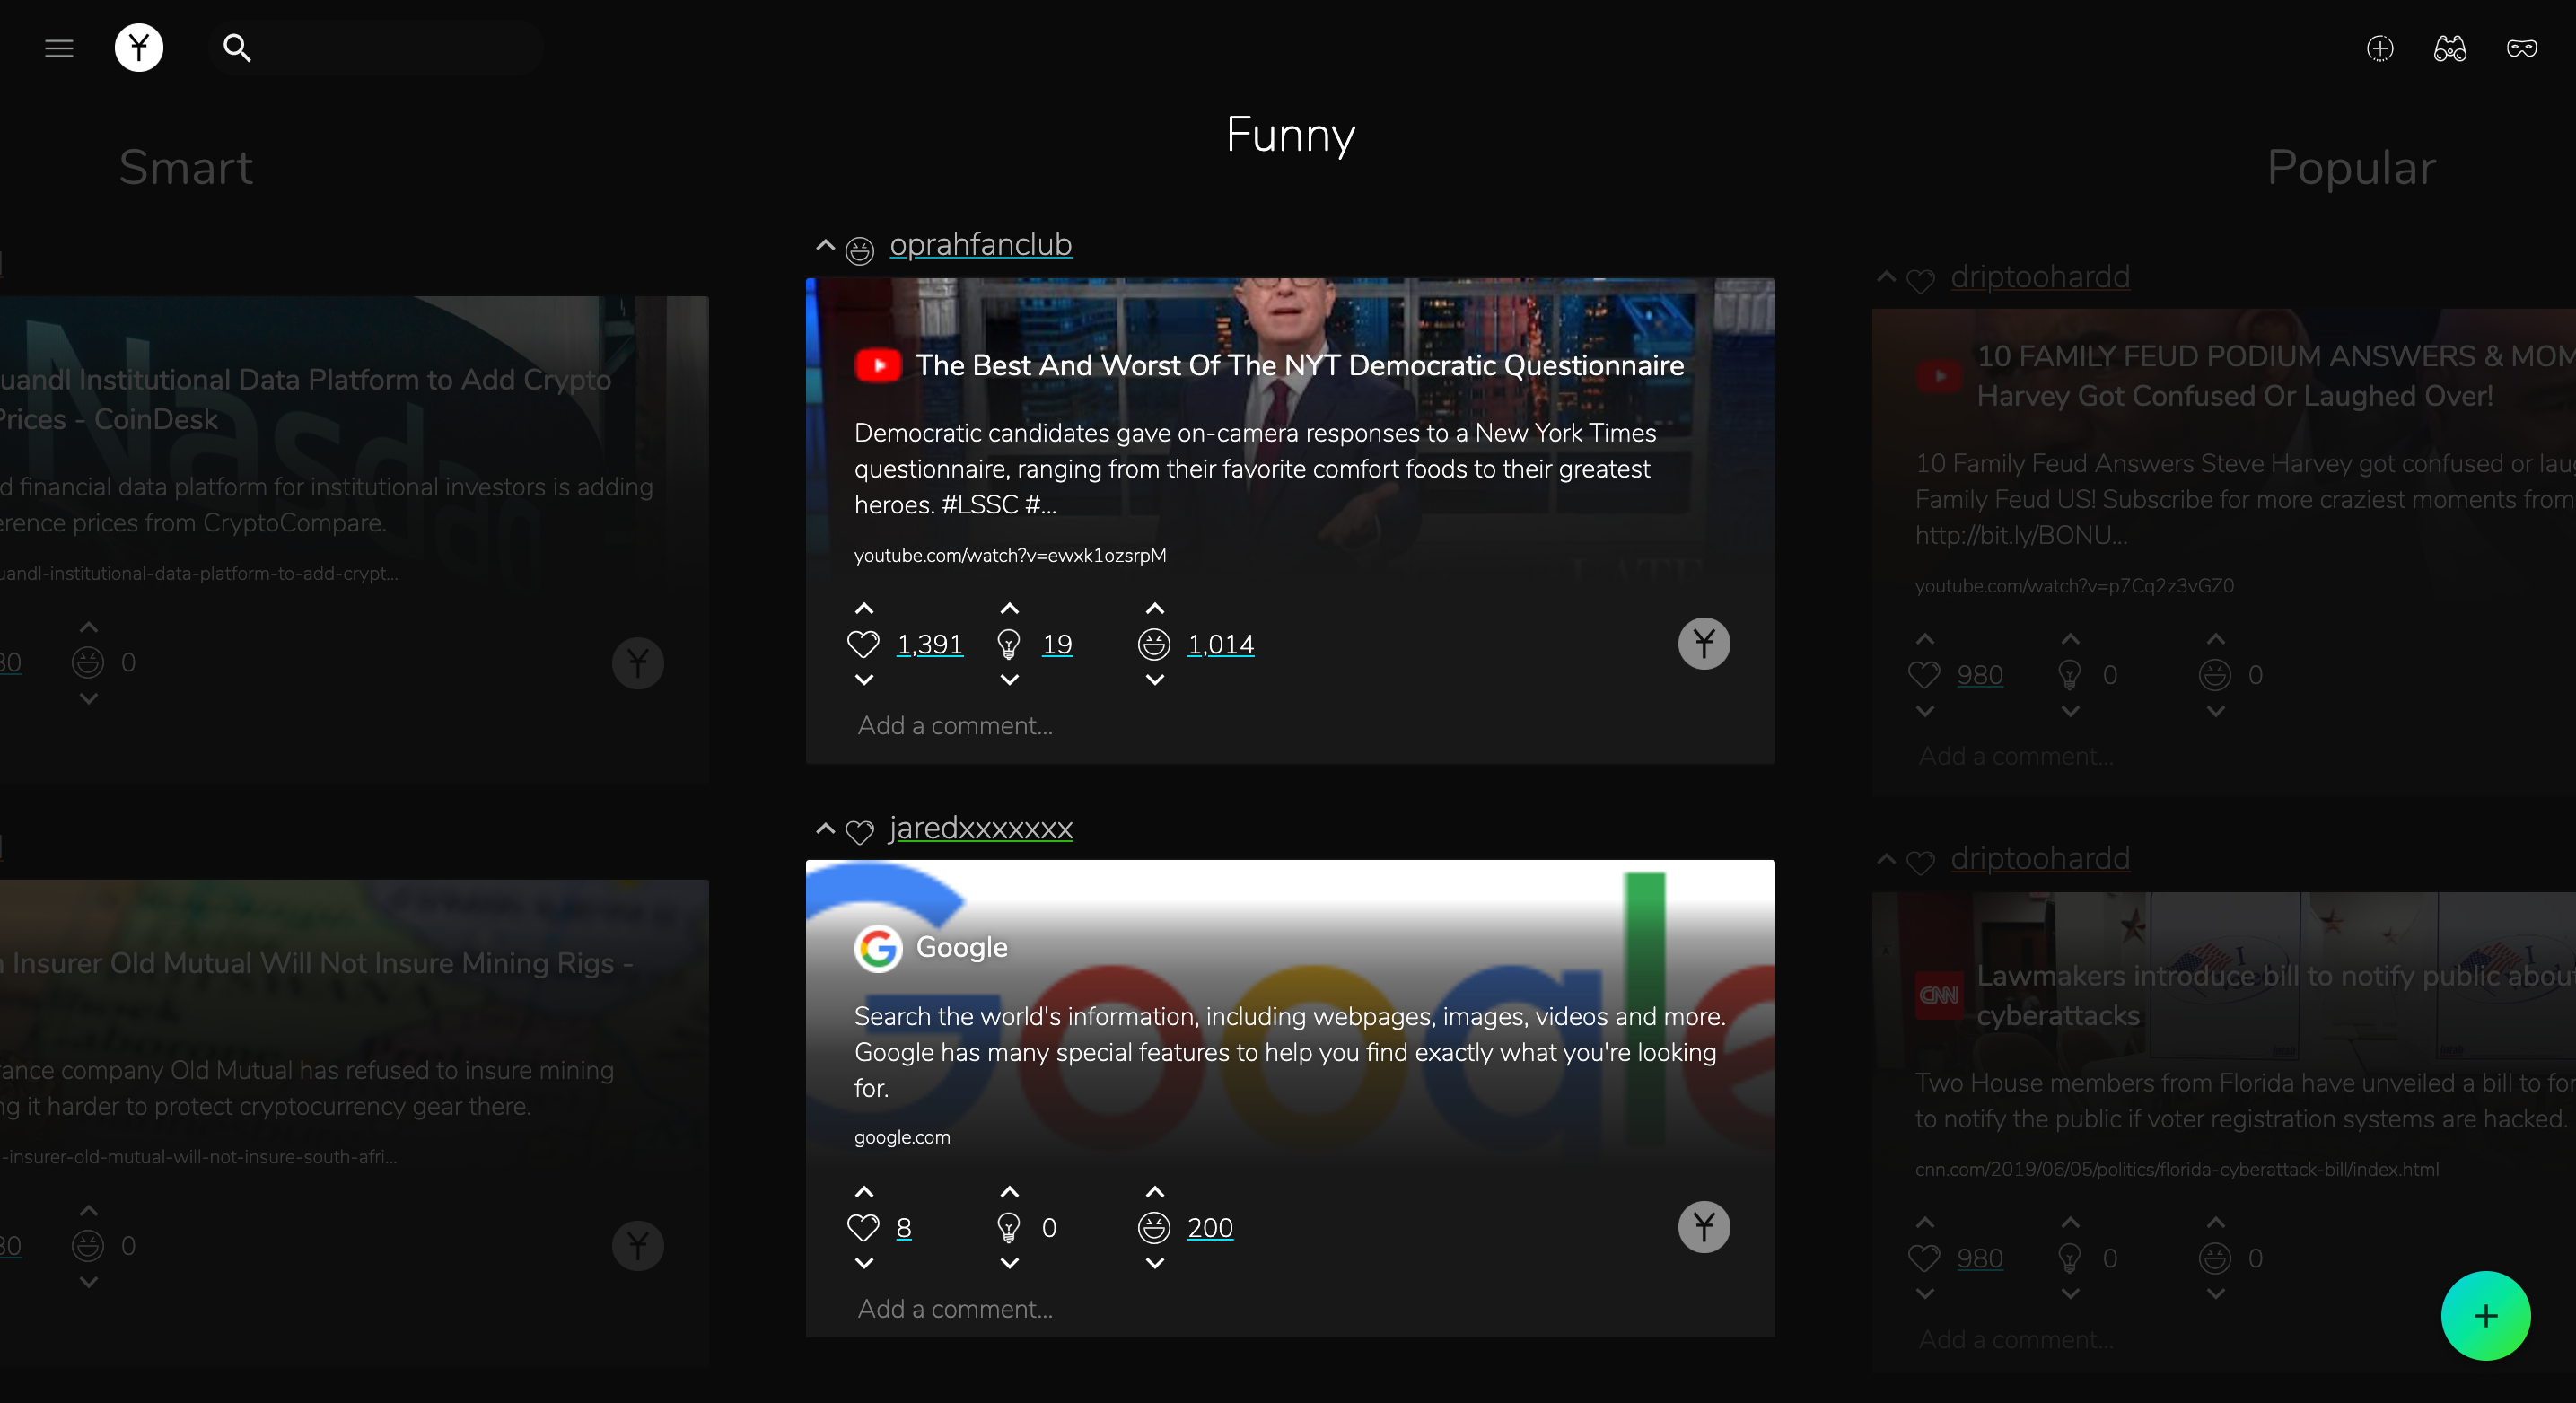 Funny
Smart
Popular
oprahfanclub
The Best And Worst Of The NYT Democratic Questionnaire
Democratic candidates gave on-camera responses to a New York Times
questionnaire, ranging from their favorite comfort foods to their greatest
heroes. #LSSC #...
youtube.com/watch?v=ewxk1ozsrpM
1,391
19
1,014
Add a comment...
jaredxxxxxxx
Google
Search the world's information, including webpages, images, videos and more.
Google has many special features to help you find exactly what you're looking
for.
google.com
8
0
200
Add a comment...
Nasdaq
uandl Institutional Data Platform to Add Crypto
Prices - CoinDesk
d financial data platform for institutional investors is adding
erence prices from CryptoCompare.
uandl-institutional-data-platform-to-add-crypt...
80
0
Insurer Old Mutual Will Not Insure Mining Rigs -
rance company Old Mutual has refused to insure mining
ng it harder to protect cryptocurrency gear there.
-insurer-old-mutual-will-not-insure-south-afri...
80
0
driptoohardd
10 FAMILY FEUD PODIUM ANSWERS & MOM
Harvey Got Confused Or Laughed Over!
10 Family Feud Answers Steve Harvey got confused or laug
Family Feud US! Subscribe for more craziest moments from
http://bit.ly/BONU...
youtube.com/watch?v=p7Cq2z3vGZ0
980
0
0
Add a comment...
driptoohardd
CNN
Lawmakers introduce bill to notify public about
cyberattacks
Two House members from Florida have unveiled a bill to for
to notify the public if voter registration systems are hacked.
cnn.com/2019/06/05/politics/florida-cyberattack-bill/index.html
980
0
0
Add a comment...